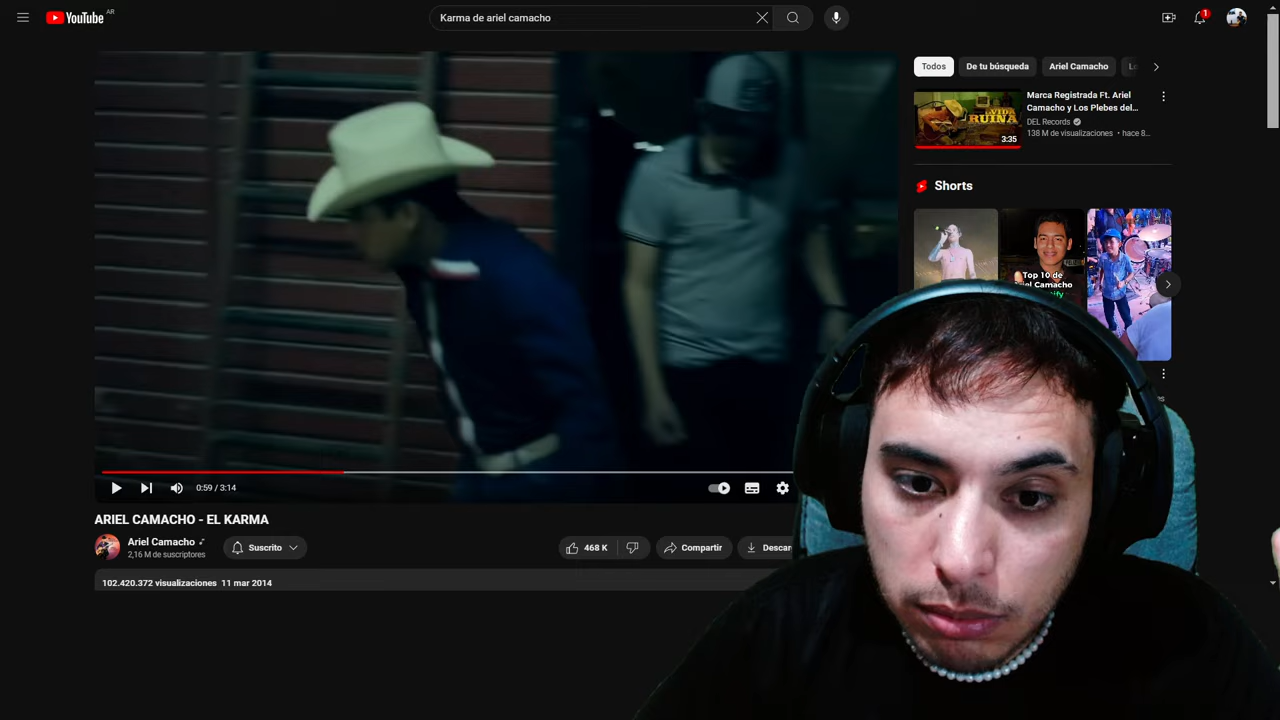 YouTube AR
Karma de ariel camacho
1
Todos
De tu búsqueda
Ariel Camacho
VIDA
RUINA
3:35
Marca Registrada Ft. Ariel
Camacho y Los Plebes del...
DEL Records
138 M de visualizaciones • hace 8...
Shorts
Top 10 de
0:59 / 3:14
ARIEL CAMACHO - EL KARMA
Ariel Camacho
2,16 M de suscriptores
Suscrito
468 K
Compartir
102.420.372 visualizaciones 11 mar 2014